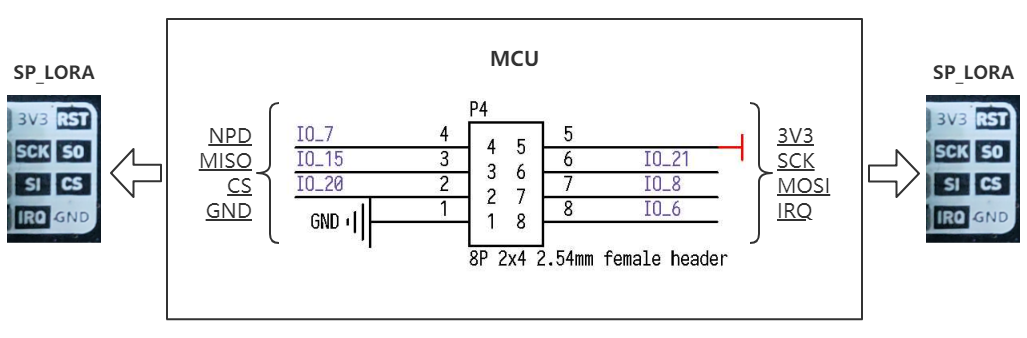 MCU
SP_LORA
3V3 RST
SCK SO
SI CS
IRQ GND
NPD
MISO
CS
GND
P4
IO_7 4 4 5 5
IO_15 3 3 6 6 IO_21
IO_20 2 2 7 7 IO_8
GND 1 1 8 8 IO_6
8P 2x4 2.54mm female header
3V3
SCK
MOSI
IRQ
SP_LORA
3V3 RST
SCK SO
SI CS
IRQ GND